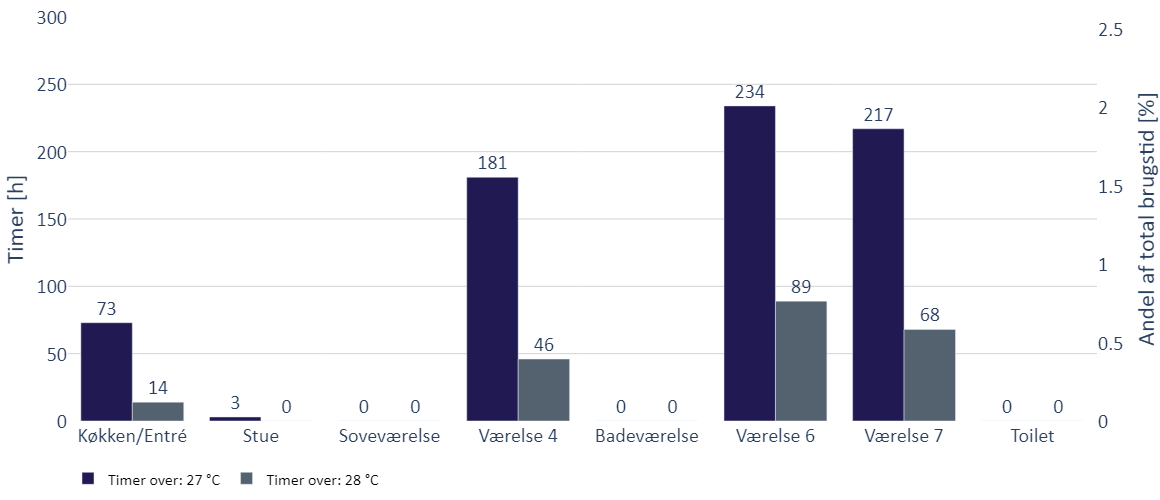 300
250
200
150
100
50
0
Timer [h]
2.5
2
1.5
1
0.5
0
Andel af total brugstid [%]
73
14
3
0
0
0
181
46
0
0
234
89
217
68
0
0
Køkken/Entré
Stue
Soveværelse
Værelse 4
Badeværelse
Værelse 6
Værelse 7
Toilet
Timer over: 27 °C
Timer over: 28 °C